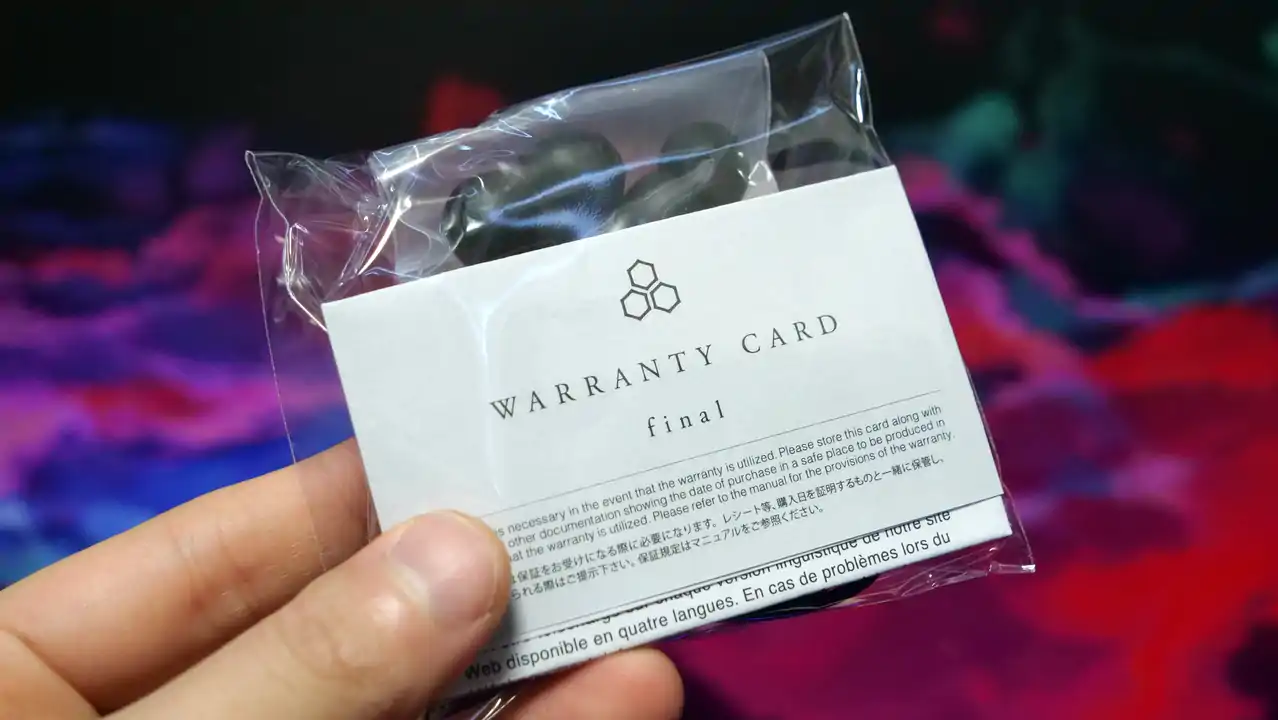 WARRANTY CARD
final
s necessary in the event that the warranty is utilized. Please store this card along with
other documentation showing the date of purchase in a safe place to be produced in
at the warranty is utilized. Please refer to the manual for the provisions of the warranty.
は保証をお受けになる際に必要になります。レシート等、購入日を証明するものと一緒に保管し、
られる際はご提示下さい。保証規定はマニュアルをご参照ください。
sur chaque version linguistique de notre site
Web disponible en quatre langues. En cas de problèmes lors du